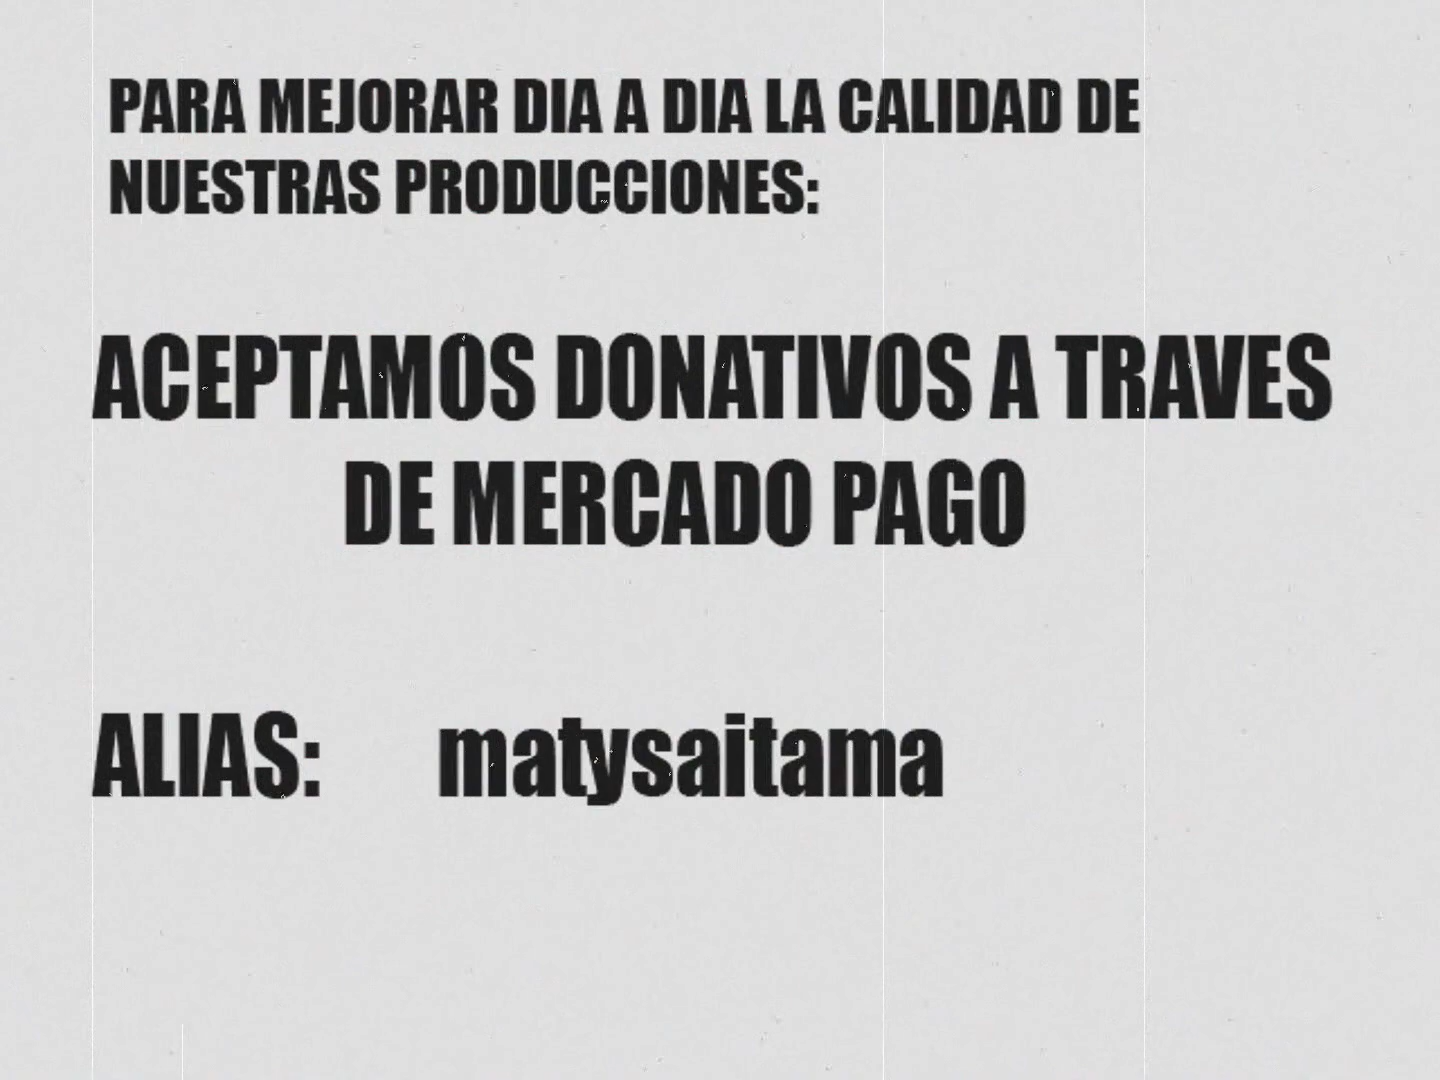 PARA MEJORAR DIA A DIA LA CALIDAD DE
NUESTRAS PRODUCCIONES:
ACEPTAMOS DONATIVOS A TRAVES
DE MERCADO PAGO
ALIAS: matysaitama